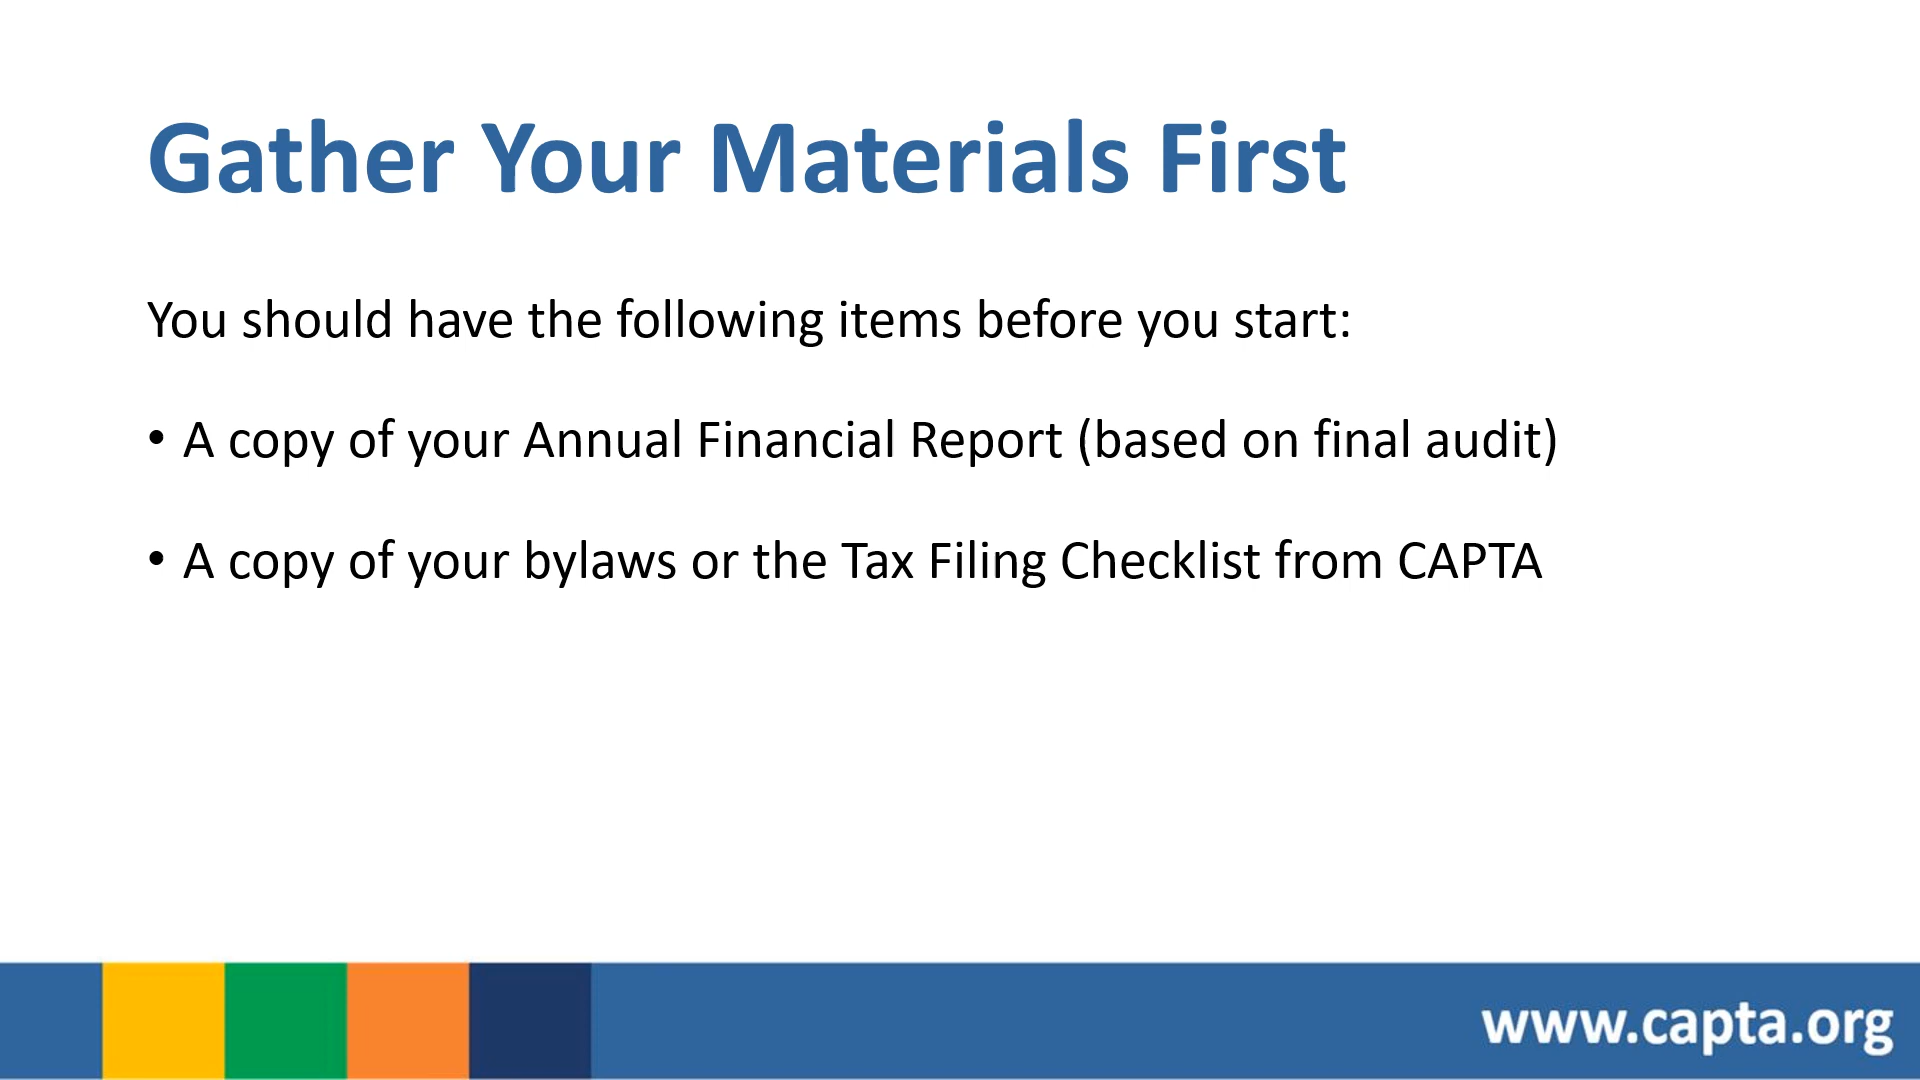 Gather Your Materials First
You should have the following items before you start:
• A copy of your Annual Financial Report (based on final audit)
• A copy of your bylaws or the Tax Filing Checklist from CAPTA
www.capta.org